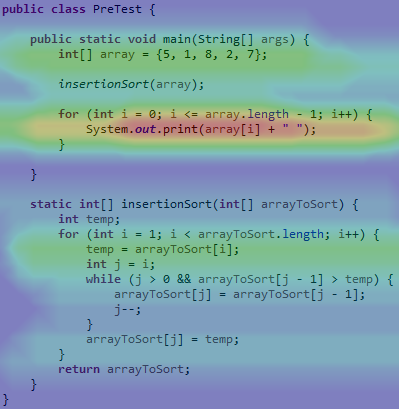 public class PreTest {
public static void main(String[] args) {
int[] array = {5, 1, 8, 2, 7};
insertionSort(array);
for (int i = 0; i <= array.length - 1; i++) {
System.out.print(array[i] + " ");
}
}
static int[] insertionSort(int[] arrayToSort) {
int temp;
for (int i = 1; i < arrayToSort.length; i++) {
temp = arrayToSort[i];
int j = i;
while (j > 0 && arrayToSort[j - 1] > temp) {
arrayToSort[j] = arrayToSort[j - 1];
j--;
}
arrayToSort[j] = temp;
}
return arrayToSort;
}
}